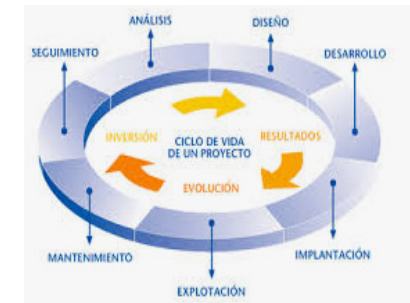 ANÁLISIS
DISEÑO
SEGUIMIENTO
DESARROLLO
INVERSIÓN
CICLO DE VIDA
DE UN PROYECTO
RESULTADOS
EVOLUCIÓN
MANTENIMIENTO
IMPLANTACIÓN
EXPLOTACIÓN